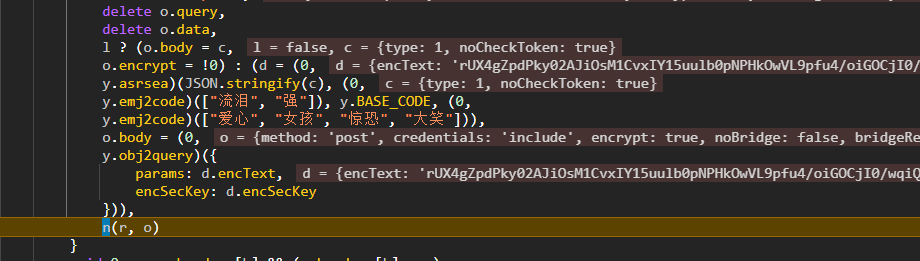 delete o.query,
delete o.data,
l ? (o.body = c, l = false, c = {type: 1, noCheckToken: true}
o.encrypt = !0) : (d = (0, d = {encText: 'rUX4gZpdPky02AJiOsM1CvxIY15uulb0pNPHkOwVL9pfu4/oiGOCjI0/
y.asrsea)(JSON.stringify(c), (0, c = {type: 1, noCheckToken: true}
y.emj2code)(["流泪", "强"]), y.BASE_CODE, (0,
y.emj2code)(["爱心", "女孩", "惊恐", "大笑"])),
o.body = (0, o = {method: 'post', credentials: 'include', encrypt: true, noBridge: false, bridgeRe
y.obj2query)({
params: d.encText, d = {encText: 'rUX4gZpdPky02AJiOsM1CvxIY15uulb0pNPHkOwVL9pfu4/oiGOCjI0/wqiQ
encSecKey: d.encSecKey
})),
n(r, o)
}